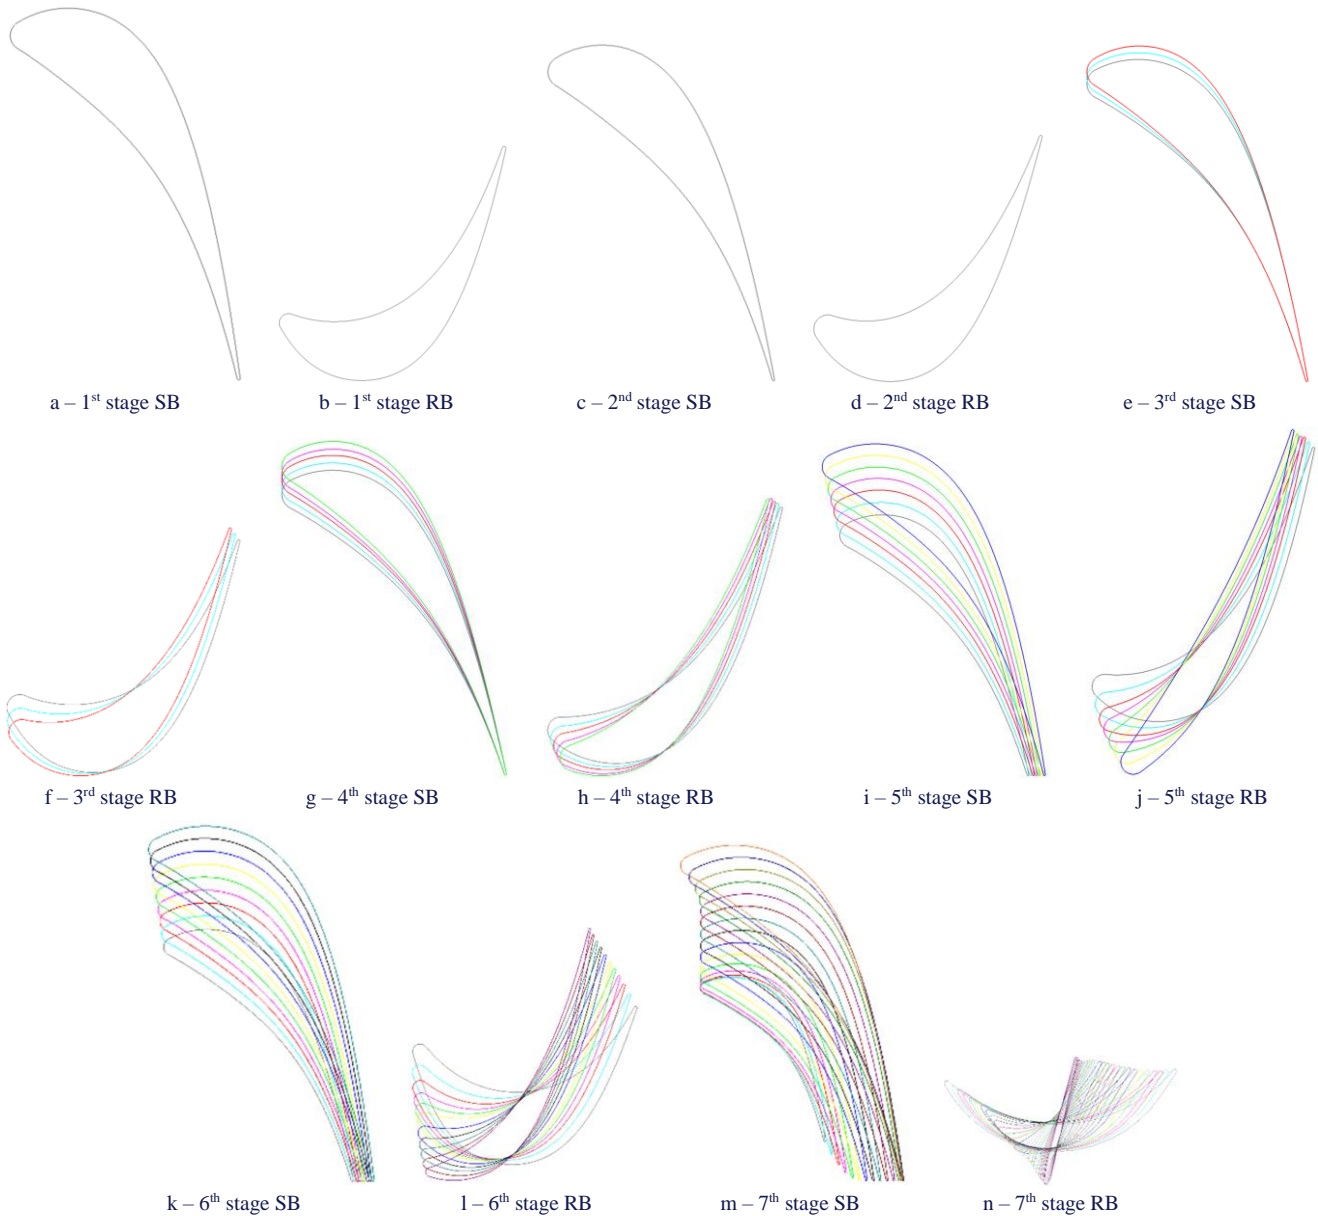 a – 1st stage SB
b – 1st stage RB
c – 2nd stage SB
d – 2nd stage RB
e – 3rd stage SB
f – 3rd stage RB
g – 4th stage SB
h – 4th stage RB
i – 5th stage SB
j – 5th stage RB
k – 6th stage SB
l – 6th stage RB
m – 7th stage SB
n – 7th stage RB